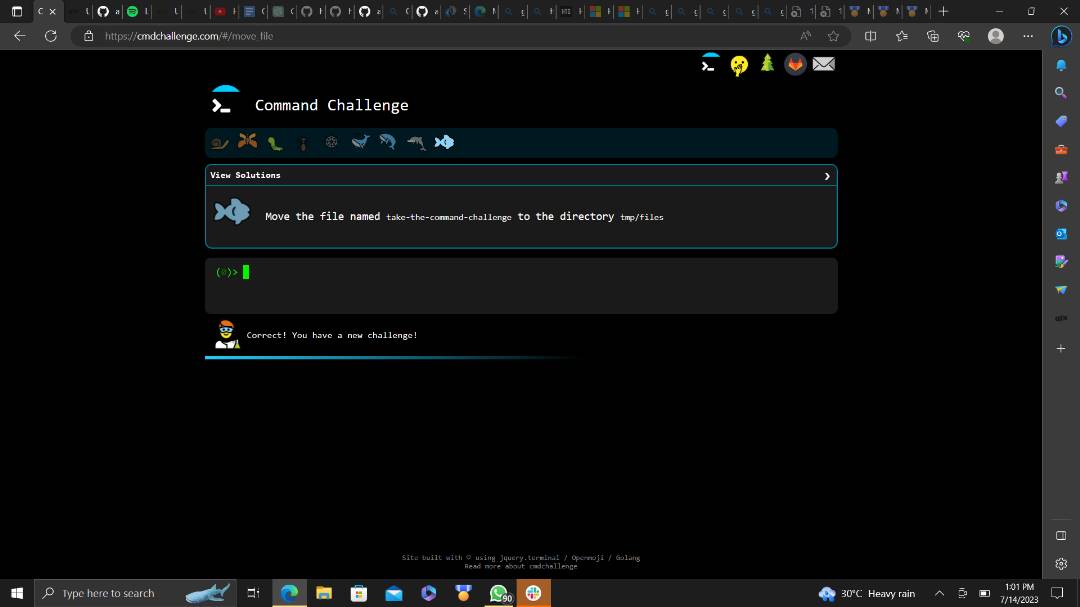 https://cmdchallenge.com/#/move_file
Command Challenge
View Solutions
Move the file named take-the-command-challenge to the directory tmp/files
(0)>
Correct! You have a new challenge!
Site built with ♡ using jquery.terminal / Openmoji / Golang
Read more about cmdchallenge
Type here to search
90
30°C Heavy rain
1:01 PM
7/14/2023